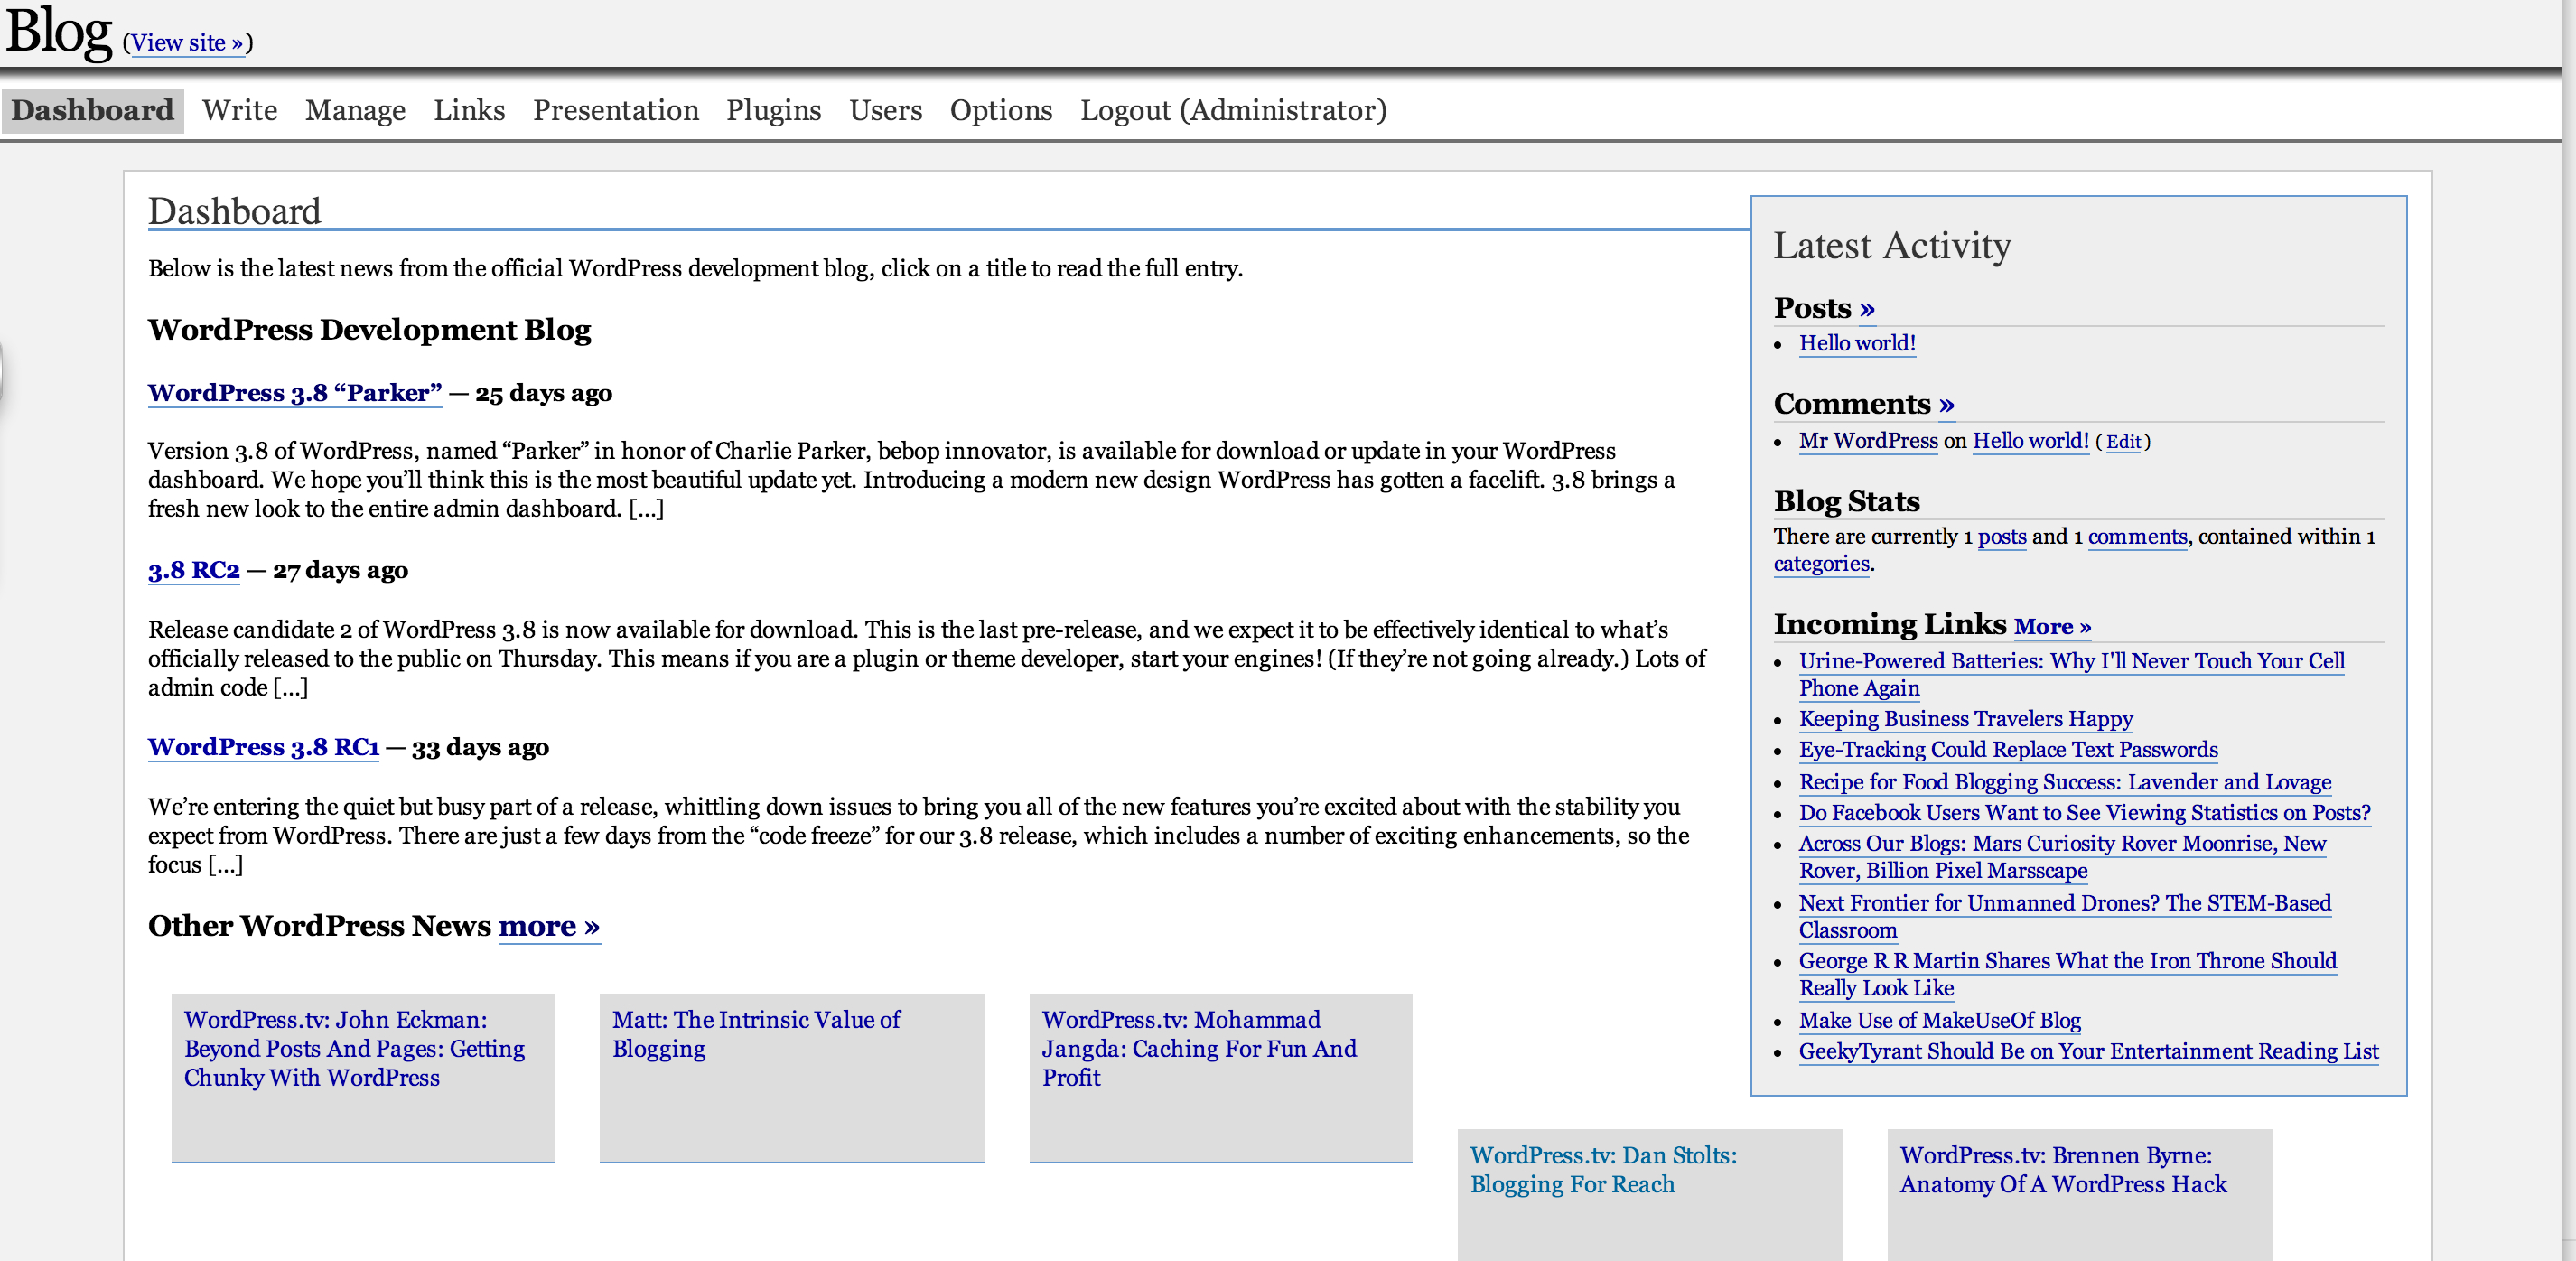 Blog (View site »)
Dashboard Write Manage Links Presentation Plugins Users Options Logout (Administrator)
Dashboard
Below is the latest news from the official WordPress development blog, click on a title to read the full entry.
WordPress Development Blog
WordPress 3.8 “Parker” — 25 days ago
Version 3.8 of WordPress, named “Parker” in honor of Charlie Parker, bebop innovator, is available for download or update in your WordPress
dashboard. We hope you’ll think this is the most beautiful update yet. Introducing a modern new design WordPress has gotten a facelift. 3.8 brings a
fresh new look to the entire admin dashboard. [...]
3.8 RC2 — 27 days ago
Release candidate 2 of WordPress 3.8 is now available for download. This is the last pre-release, and we expect it to be effectively identical to what’s
officially released to the public on Thursday. This means if you are a plugin or theme developer, start your engines! (If they’re not going already.) Lots of
admin code [...]
WordPress 3.8 RC1 — 33 days ago
We’re entering the quiet but busy part of a release, whittling down issues to bring you all of the new features you’re excited about with the stability you
expect from WordPress. There are just a few days from the “code freeze” for our 3.8 release, which includes a number of exciting enhancements, so the
focus [...]
Other WordPress News more »
WordPress.tv: John Eckman:
Beyond Posts And Pages: Getting
Chunky With WordPress
Matt: The Intrinsic Value of
Blogging
WordPress.tv: Mohammad
Jangda: Caching For Fun And
Profit
WordPress.tv: Dan Stolts:
Blogging For Reach
WordPress.tv: Brennen Byrne:
Anatomy Of A WordPress Hack
Latest Activity
Posts »
Hello world!
Comments »
Mr WordPress on Hello world! ( Edit )
Blog Stats
There are currently 1 posts and 1 comments, contained within 1
categories.
Incoming Links More »
Urine-Powered Batteries: Why I'll Never Touch Your Cell
Phone Again
Keeping Business Travelers Happy
Eye-Tracking Could Replace Text Passwords
Recipe for Food Blogging Success: Lavender and Lovage
Do Facebook Users Want to See Viewing Statistics on Posts?
Across Our Blogs: Mars Curiosity Rover Moonrise, New
Rover, Billion Pixel Marsscape
Next Frontier for Unmanned Drones? The STEM-Based
Classroom
George R R Martin Shares What the Iron Throne Should
Really Look Like
Make Use of MakeUseOf Blog
GeekyTyrant Should Be on Your Entertainment Reading List